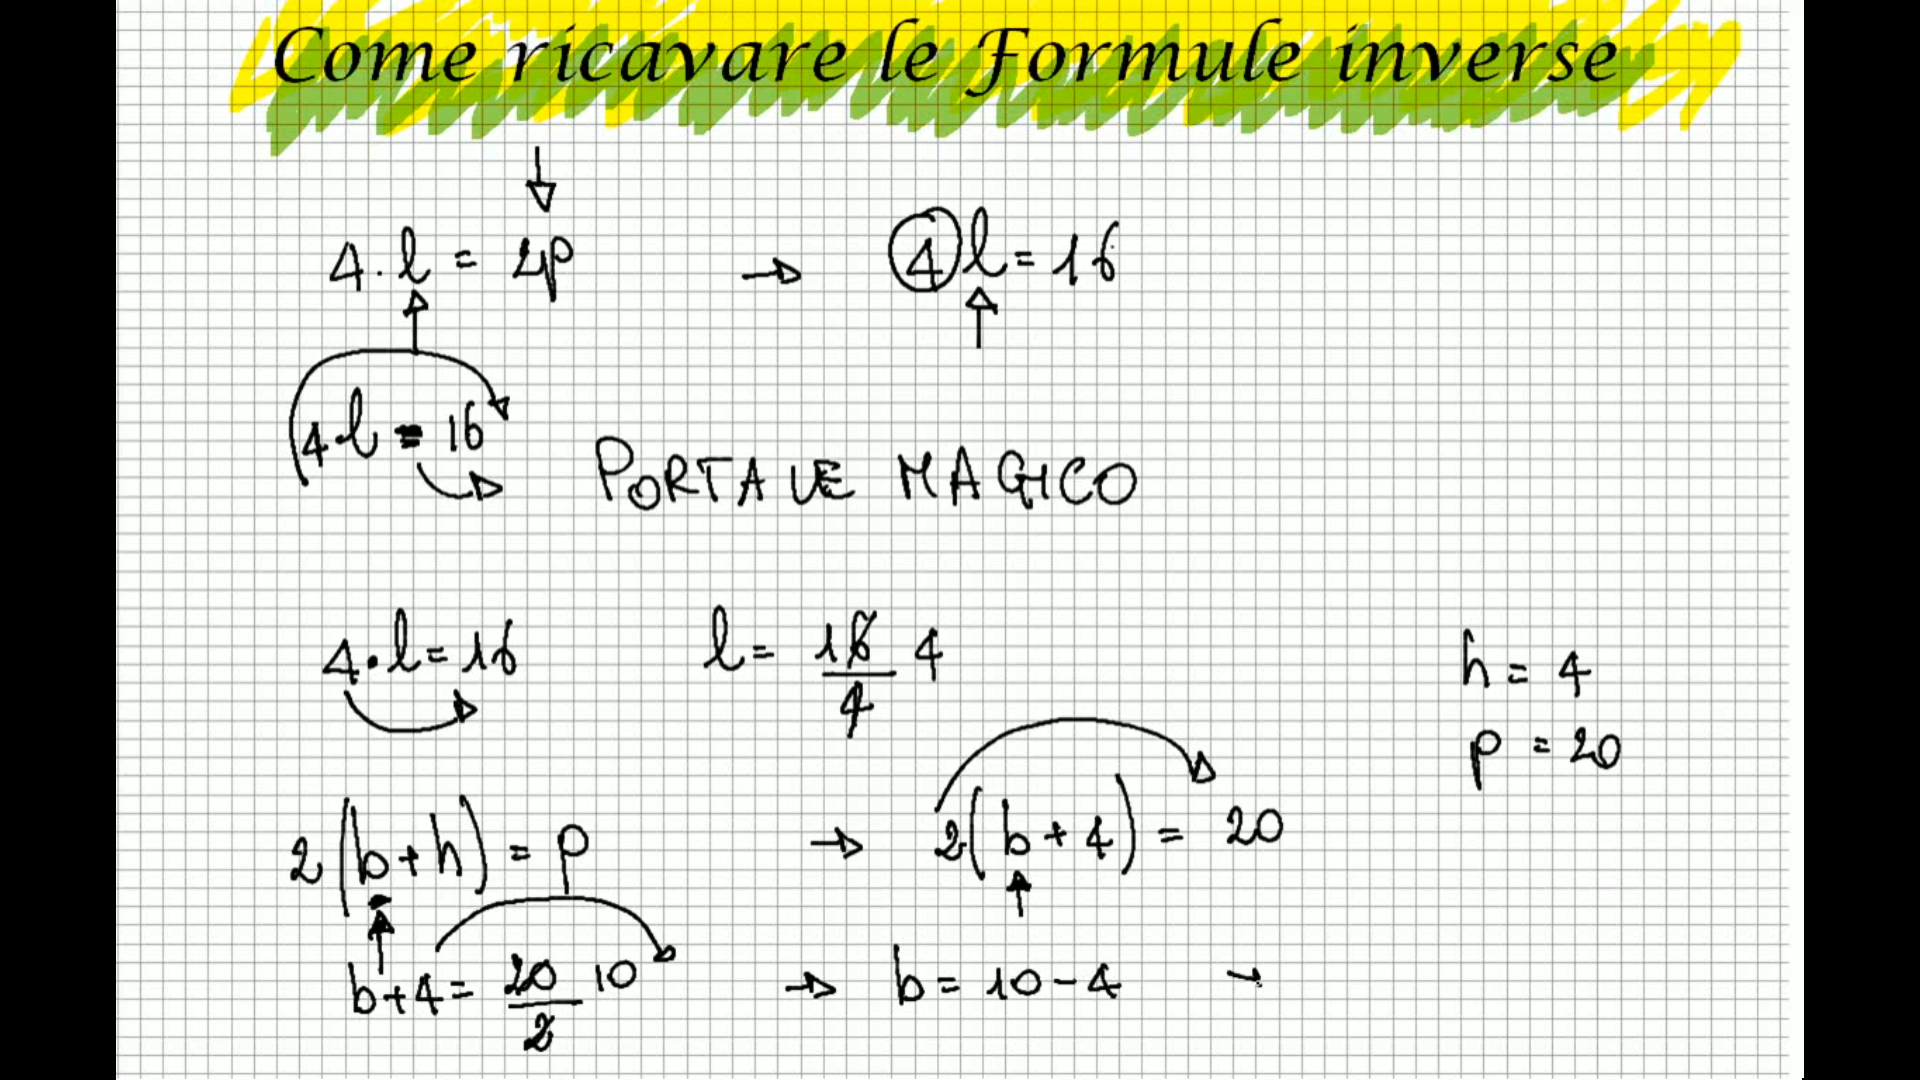 Come ricavare le Formule inverse
4 · l = 2p → 4 l = 16
4 · l = 16
PORTALE MAGICO
4 · l = 16 l = 16/4 4
h = 4
p = 20
2(b+h) = p → 2(b+4) = 20
b+4 = 20/2 10 → b = 10-4 →